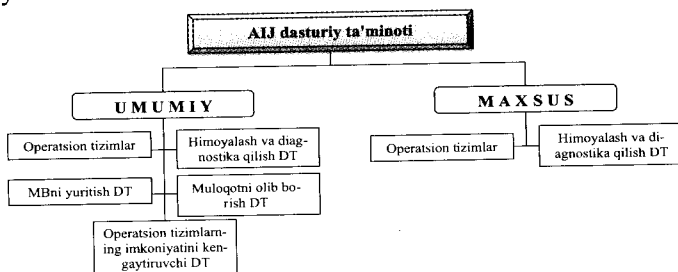 y
AIJ dasturiy ta'minoti
UMUMIY
MAXSUS
Operatsion tizimlar
Himoyalash va diag-
nostika qilish DT
MBni yuritish DT
Muloqotni olib bo-
rish DT
Operatsion tizimlarn-
ing imkoniyatini ken-
gaytiruvchi DT
Operatsion tizimlar
Himoyalash va di-
agnostika qilish DT